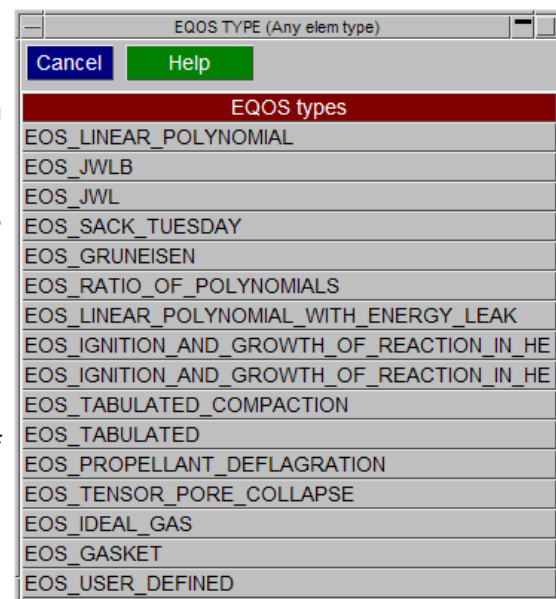 EQOS TYPE (Any elem type)
Cancel Help
EQOS types
EOS_LINEAR_POLYNOMIAL
EOS_JWLB
EOS_JWL
EOS_SACK_TUESDAY
EOS_GRUNEISEN
EOS_RATIO_OF_POLYNOMIALS
EOS_LINEAR_POLYNOMIAL_WITH_ENERGY_LEAK
EOS_IGNITION_AND_GROWTH_OF_REACTION_IN_HE
EOS_IGNITION_AND_GROWTH_OF_REACTION_IN_HE
EOS_TABULATED_COMPACTION
EOS_TABULATED
EOS_PROPELLANT_DEFLAGRATION
EOS_TENSOR_PORE_COLLAPSE
EOS_IDEAL_GAS
EOS_GASKET
EOS_USER_DEFINED